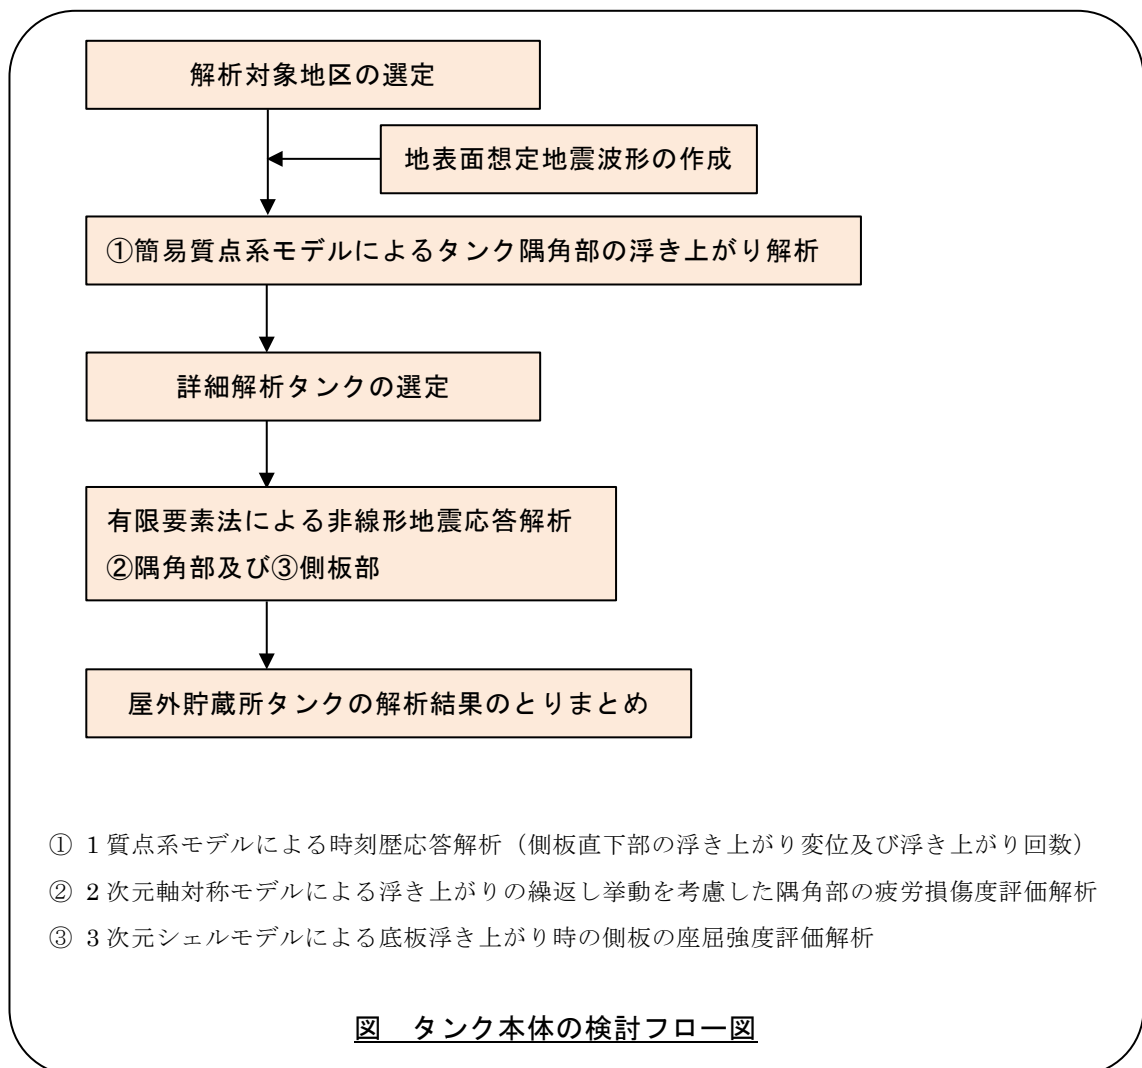 解析対象地区の選定
地表面想定地震波形の作成
①簡易質点系モデルによるタンク隅角部の浮き上がり解析
詳細解析タンクの選定
有限要素法による非線形地震応答解析
②隅角部及び③側板部
屋外貯蔵所タンクの解析結果のとりまとめ
① 1質点系モデルによる時刻歴応答解析（側板直下部の浮き上がり変位及び浮き上がり回数）
② 2次元軸対称モデルによる浮き上がりの繰返し挙動を考慮した隅角部の疲労損傷度評価解析
③ 3次元シェルモデルによる底板浮き上がり時の側板の座屈強度評価解析
図　タンク本体の検討フロー図